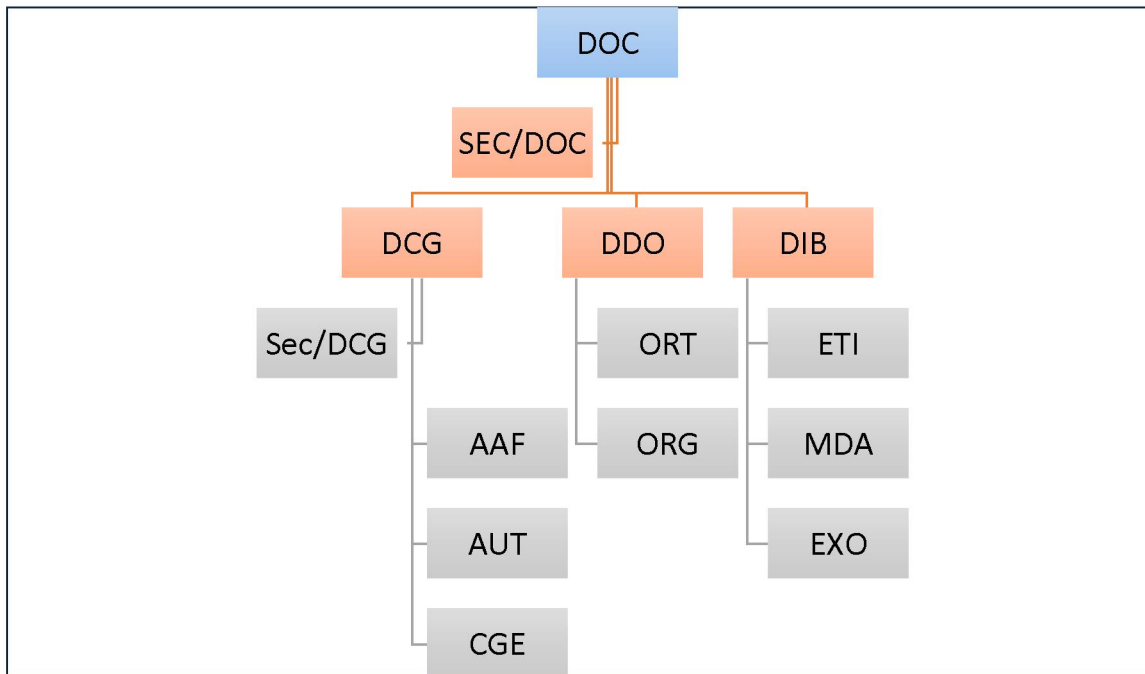 DOC
SEC/DOC
DCG
DDO
DIB
Sec/DCG
ORT
ETI
AAF
ORG
MDA
AUT
EXO
CGE